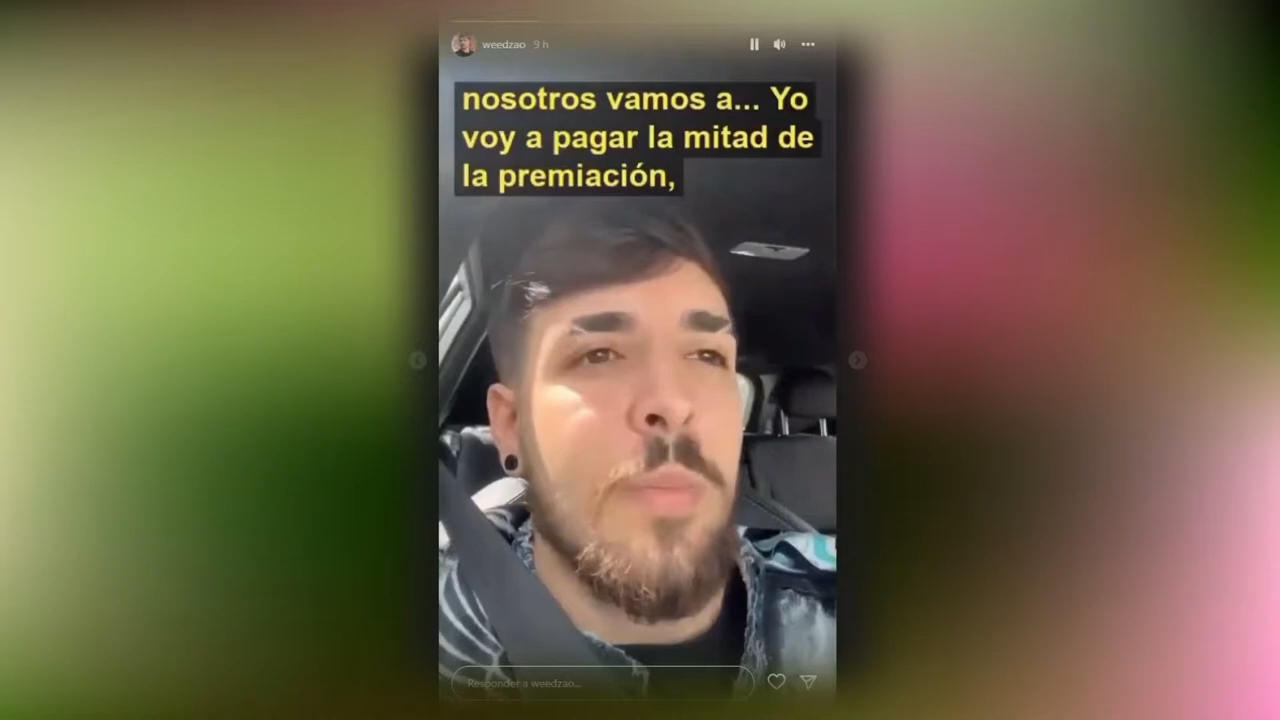 weedzao 9 h
nosotros vamos a... Yo
voy a pagar la mitad de
la premiación,
Responder a weedzao...